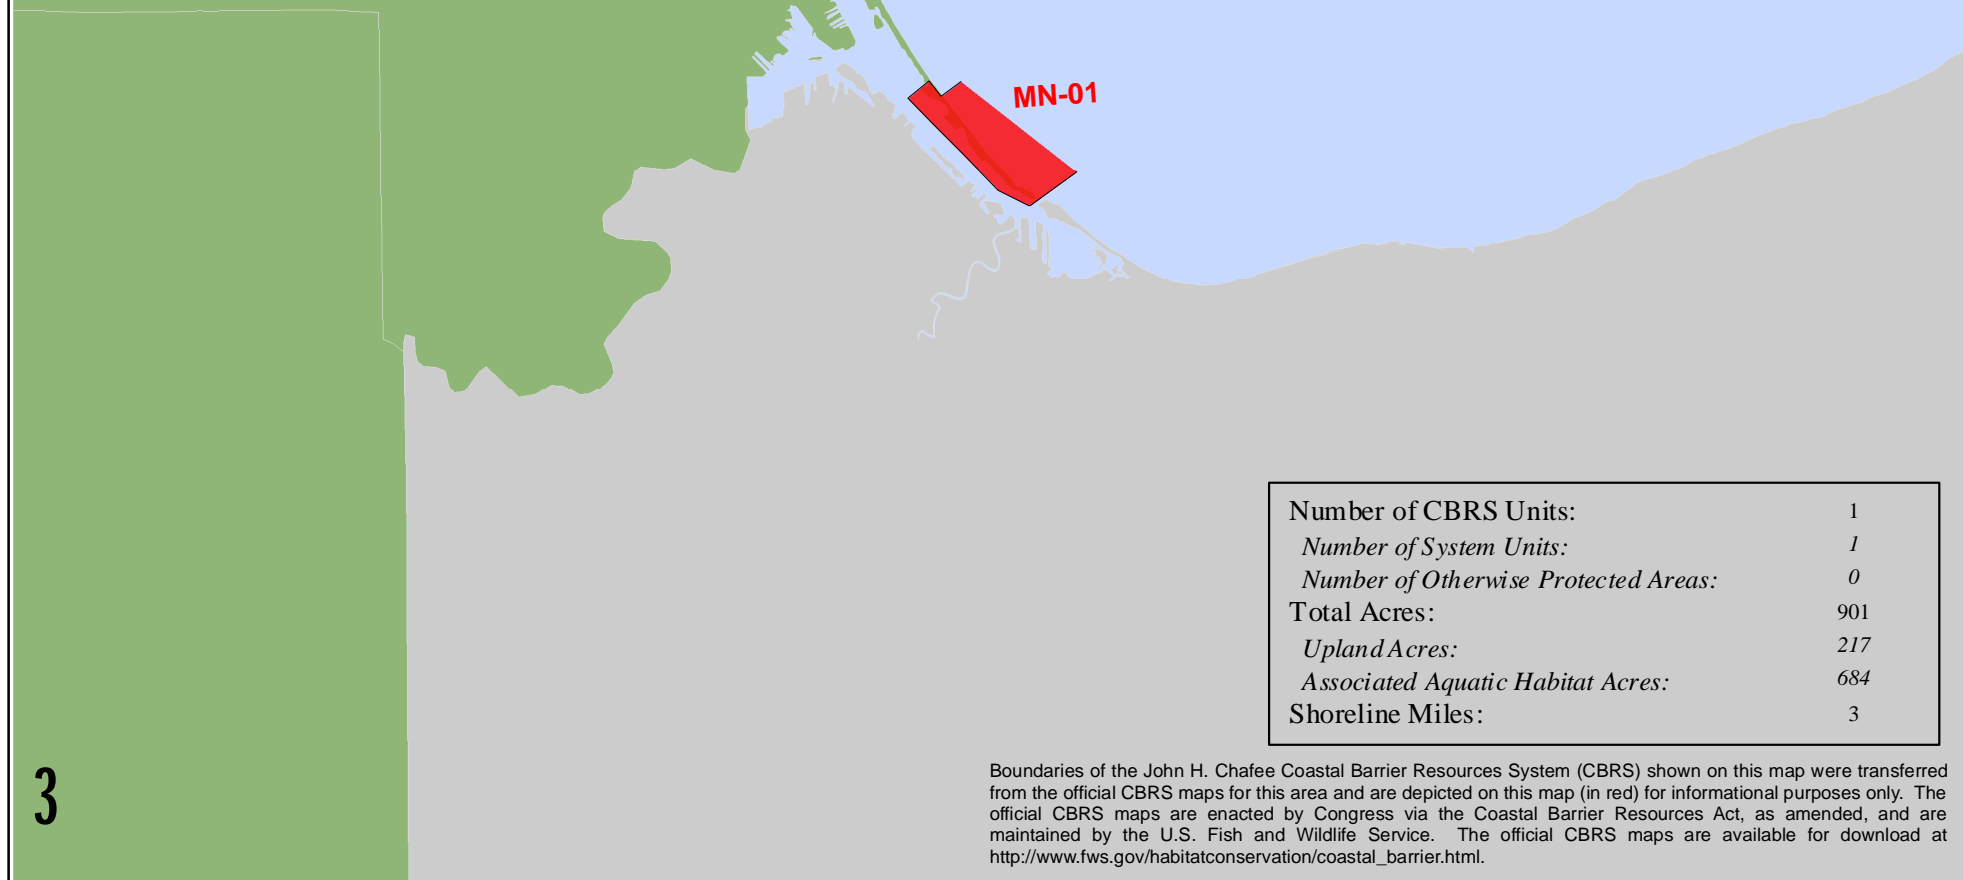 MN-01
Number of CBRS Units: 1
Number of System Units: 1
Number of Otherwise Protected Areas: 0
Total Acres: 901
Upland Acres: 217
Associated Aquatic Habitat Acres: 684
Shoreline Miles: 3
3
Boundaries of the John H. Chafee Coastal Barrier Resources System (CBRS) shown on this map were transferred
from the official CBRS maps for this area and are depicted on this map (in red) for informational purposes only. The
official CBRS maps are enacted by Congress via the Coastal Barrier Resources Act, as amended, and are
maintained by the U.S. Fish and Wildlife Service. The official CBRS maps are available for download at
http://www.fws.gov/habitatconservation/coastal_barrier.html.